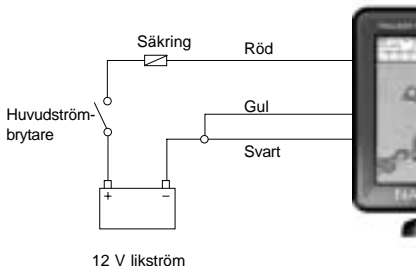 Säkring
Röd
Huvudström-
brytare
Gul
Svart
+ −
12 V likström